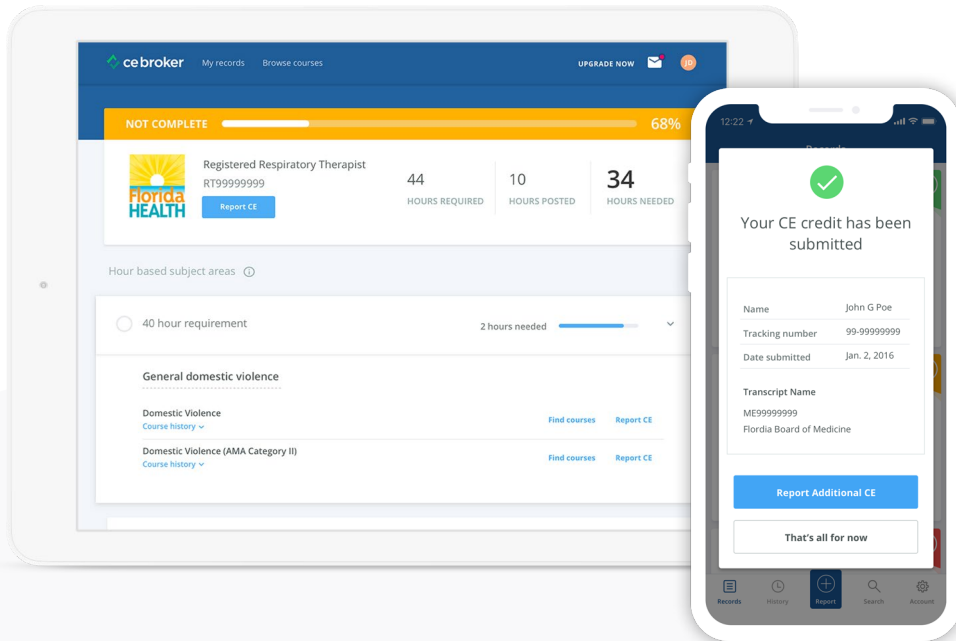 ce broker My records Browse courses UPGRADE NOW JD
NOT COMPLETE 68%
Florida
HEALTH
Registered Respiratory Therapist
RT99999999
Report CE
44
HOURS REQUIRED
10
HOURS POSTED
34
HOURS NEEDED
Hour based subject areas
40 hour requirement 2 hours needed
General domestic violence
Domestic Violence
Course history
Find courses Report CE
Domestic Violence (AMA Category II)
Course history
Find courses Report CE
12:22
Records
Your CE credit has been
submitted
Name John G Poe
Tracking number 99-99999999
Date submitted Jan. 2, 2016
Transcript Name
ME99999999
Flordia Board of Medicine
Report Additional CE
That's all for now
Records History Report Search Account